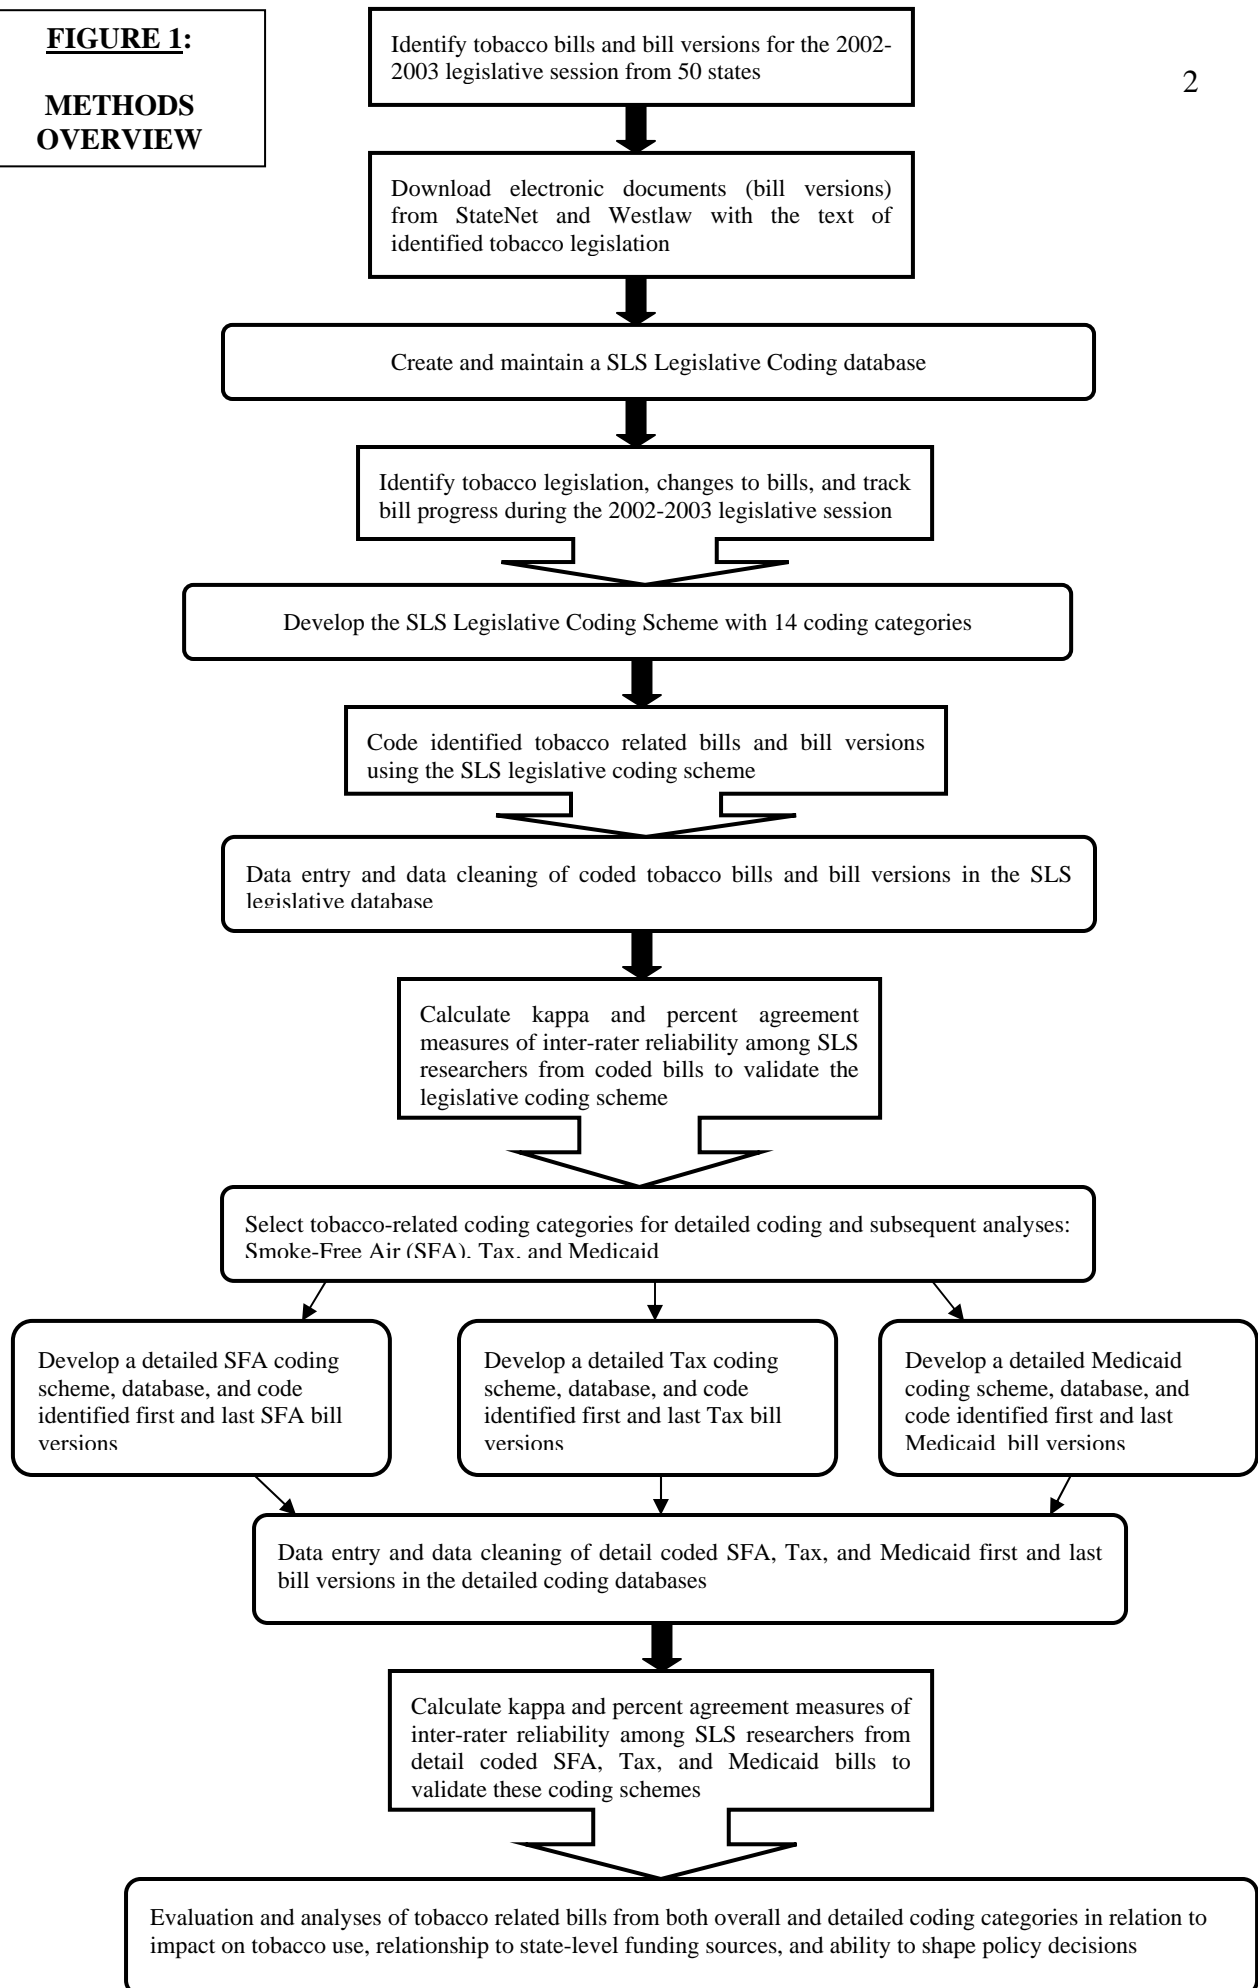 FIGURE 1:
METHODS
OVERVIEW
2
Identify tobacco bills and bill versions for the 2002-
2003 legislative session from 50 states
Download electronic documents (bill versions)
from StateNet and Westlaw with the text of
identified tobacco legislation
Create and maintain a SLS Legislative Coding database
Identify tobacco legislation, changes to bills, and track
bill progress during the 2002-2003 legislative session
Develop the SLS Legislative Coding Scheme with 14 coding categories
Code identified tobacco related bills and bill versions
using the SLS legislative coding scheme
Data entry and data cleaning of coded tobacco bills and bill versions in the SLS
legislative database
Calculate kappa and percent agreement
measures of inter-rater reliability among SLS
researchers from coded bills to validate the
legislative coding scheme
Select tobacco-related coding categories for detailed coding and subsequent analyses:
Smoke-Free Air (SFA), Tax, and Medicaid
Develop a detailed SFA coding
scheme, database, and code
identified first and last SFA bill
versions
Develop a detailed Tax coding
scheme, database, and code
identified first and last Tax bill
versions
Develop a detailed Medicaid
coding scheme, database, and
code identified first and last
Medicaid bill versions
Data entry and data cleaning of detail coded SFA, Tax, and Medicaid first and last
bill versions in the detailed coding databases
Calculate kappa and percent agreement measures of
inter-rater reliability among SLS researchers from
detail coded SFA, Tax, and Medicaid bills to
validate these coding schemes
Evaluation and analyses of tobacco related bills from both overall and detailed coding categories in relation to
impact on tobacco use, relationship to state-level funding sources, and ability to shape policy decisions